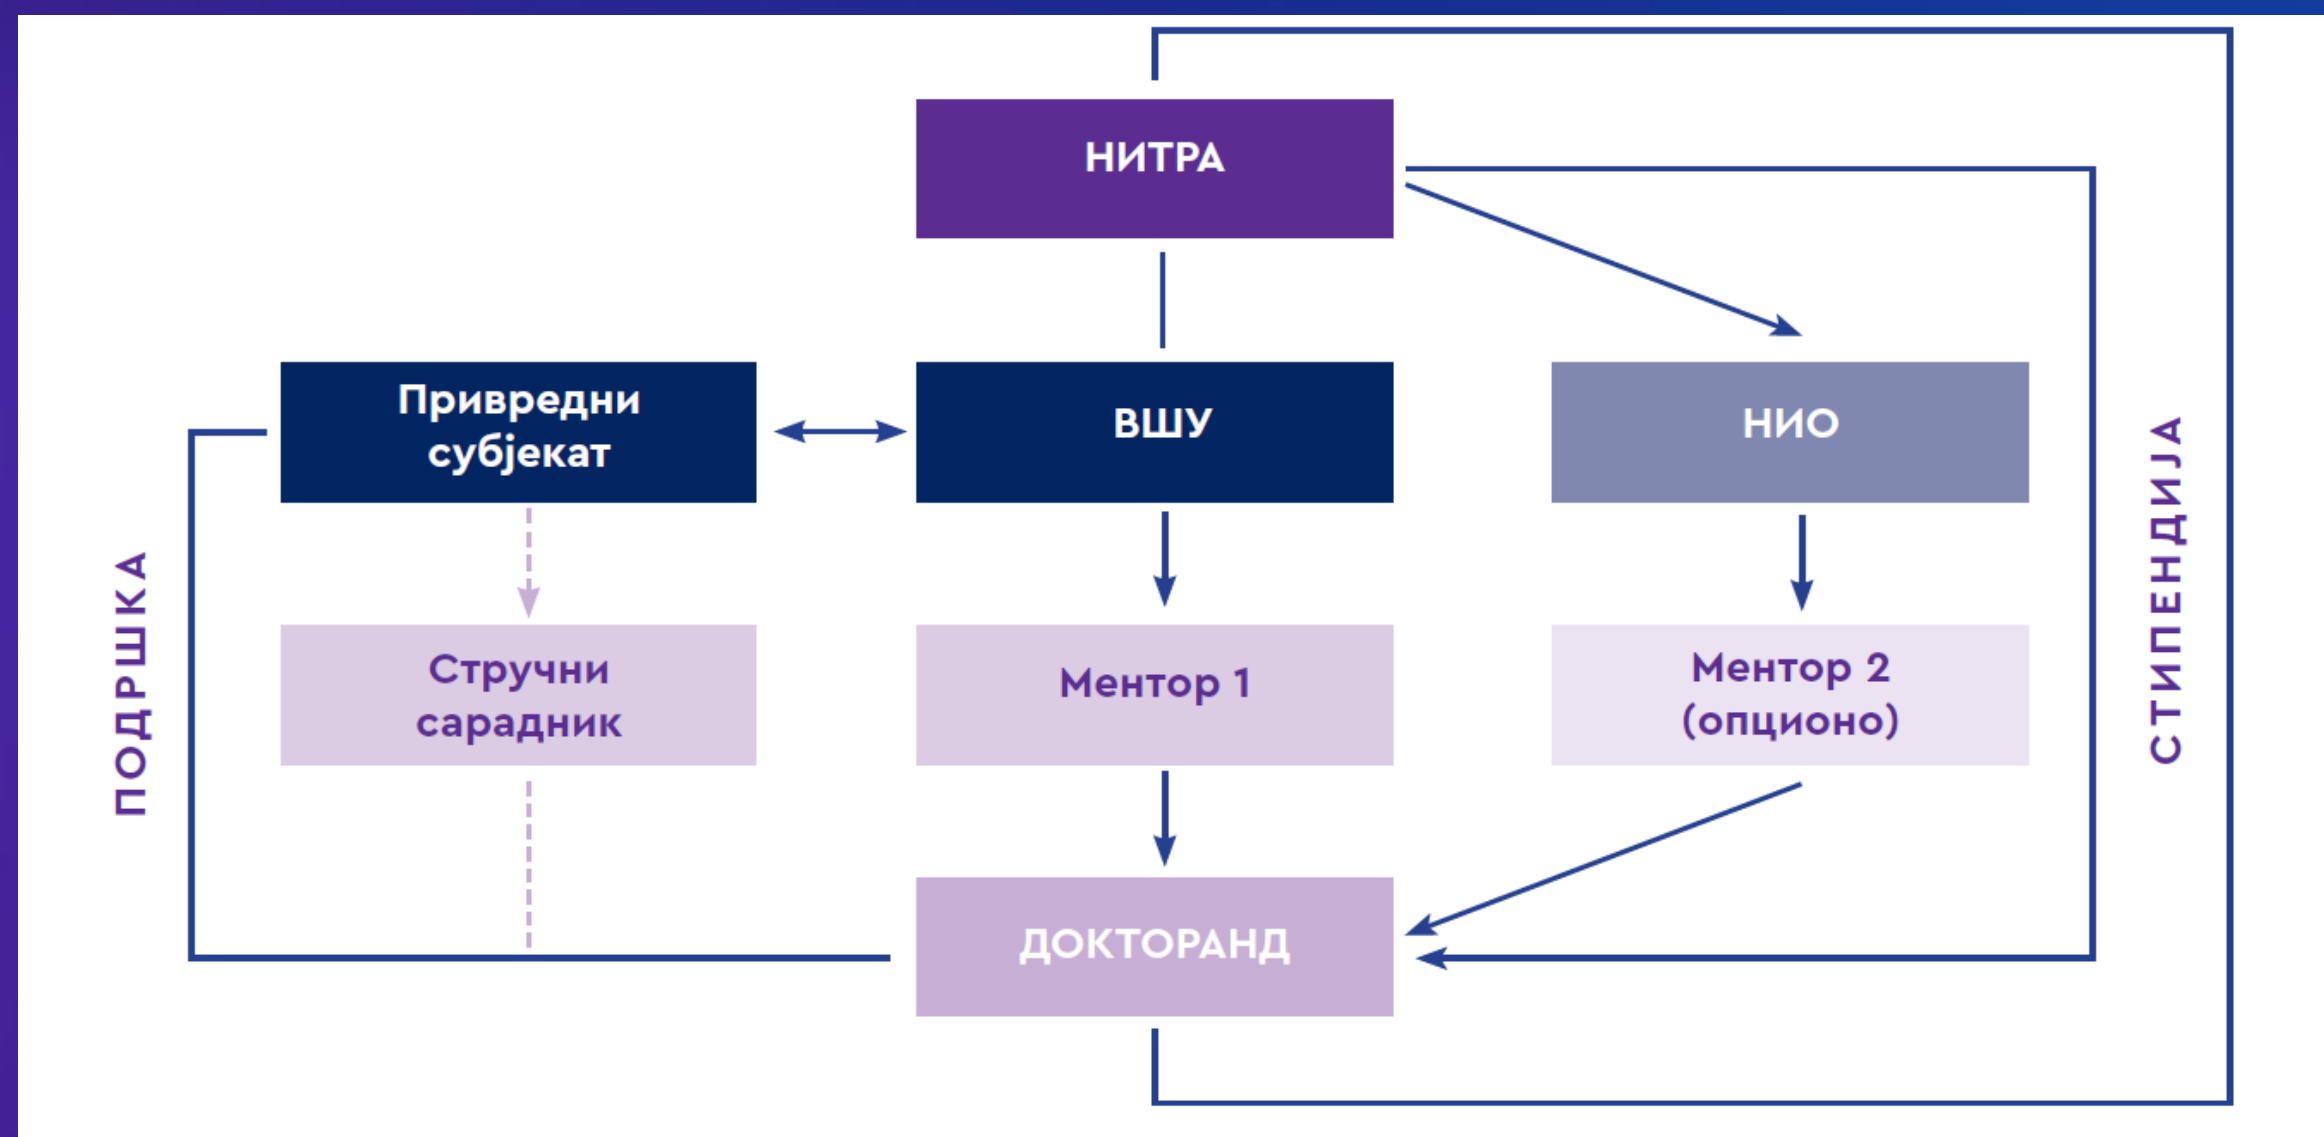 НИТРА
Привредни
субјекат
ВШУ
НИО
Стручни
сарадник
Ментор 1
Ментор 2
(опционо)
ДОКТОРАНД
ПОДРШКА
СТИПЕНДИЈА